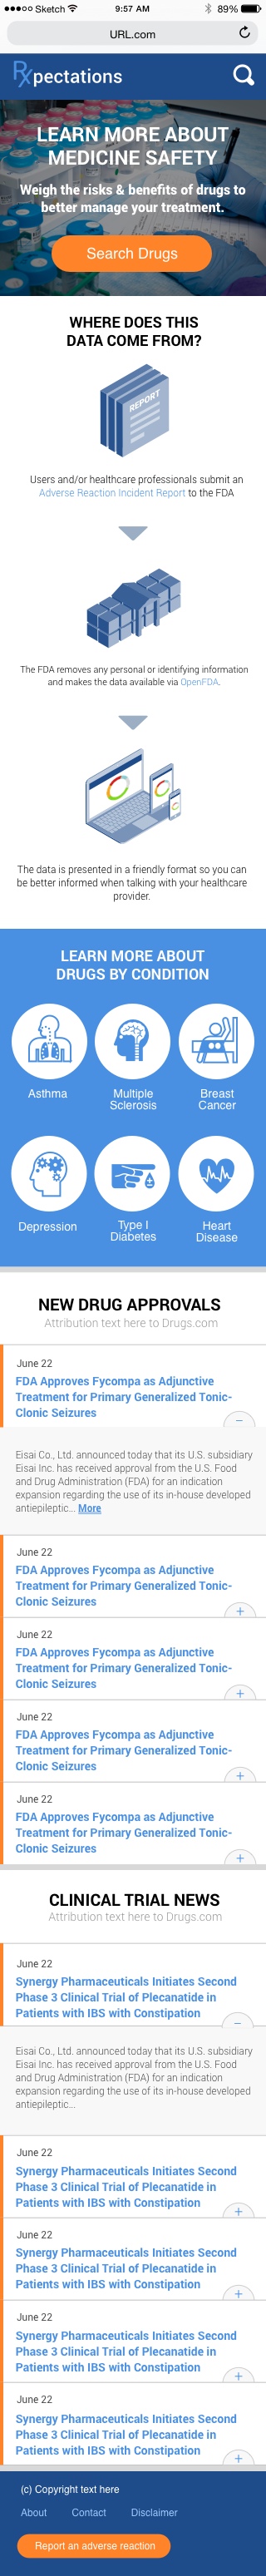 Sketch 9:57 AM 89%
URL.com
Rxpectations
LEARN MORE ABOUT
MEDICINE SAFETY
Weigh the risks & benefits of drugs to
better manage your treatment.
Search Drugs
WHERE DOES THIS
DATA COME FROM?
REPORT
Users and/or healthcare professionals submit an
Adverse Reaction Incident Report to the FDA
The FDA removes any personal or identifying information
and makes the data available via OpenFDA.
The data is presented in a friendly format so you can
be better informed when talking with your healthcare
provider.
LEARN MORE ABOUT
DRUGS BY CONDITION
Asthma
Multiple
Sclerosis
Breast
Cancer
Depression
Type I
Diabetes
Heart
Disease
NEW DRUG APPROVALS
Attribution text here to Drugs.com
June 22
FDA Approves Fycompa as Adjunctive
Treatment for Primary Generalized Tonic-
Clonic Seizures
–
Eisai Co., Ltd. announced today that its U.S. subsidiary
Eisai Inc. has received approval from the U.S. Food
and Drug Administration (FDA) for an indication
expansion regarding the use of its in-house developed
antiepileptic... More
June 22
FDA Approves Fycompa as Adjunctive
Treatment for Primary Generalized Tonic-
Clonic Seizures
+
June 22
FDA Approves Fycompa as Adjunctive
Treatment for Primary Generalized Tonic-
Clonic Seizures
+
June 22
FDA Approves Fycompa as Adjunctive
Treatment for Primary Generalized Tonic-
Clonic Seizures
+
June 22
FDA Approves Fycompa as Adjunctive
Treatment for Primary Generalized Tonic-
Clonic Seizures
+
CLINICAL TRIAL NEWS
Attribution text here to Drugs.com
June 22
Synergy Pharmaceuticals Initiates Second
Phase 3 Clinical Trial of Plecanatide in
Patients with IBS with Constipation
–
Eisai Co., Ltd. announced today that its U.S. subsidiary
Eisai Inc. has received approval from the U.S. Food
and Drug Administration (FDA) for an indication
expansion regarding the use of its in-house developed
antiepileptic...
June 22
Synergy Pharmaceuticals Initiates Second
Phase 3 Clinical Trial of Plecanatide in
Patients with IBS with Constipation
+
June 22
Synergy Pharmaceuticals Initiates Second
Phase 3 Clinical Trial of Plecanatide in
Patients with IBS with Constipation
+
June 22
Synergy Pharmaceuticals Initiates Second
Phase 3 Clinical Trial of Plecanatide in
Patients with IBS with Constipation
+
June 22
Synergy Pharmaceuticals Initiates Second
Phase 3 Clinical Trial of Plecanatide in
Patients with IBS with Constipation
+
(c) Copyright text here
About Contact Disclaimer
Report an adverse reaction